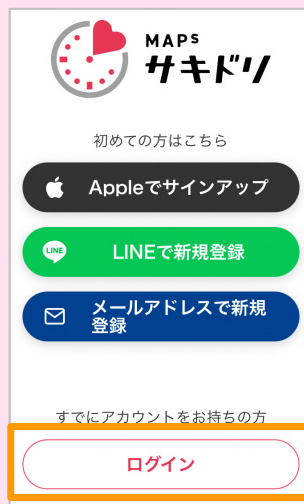 MAPS
サキドリ
初めての方はこちら
Appleでサインアップ
LINE
LINEで新規登録
メールアドレスで新規
登録
すでにアカウントをお持ちの方
ログイン